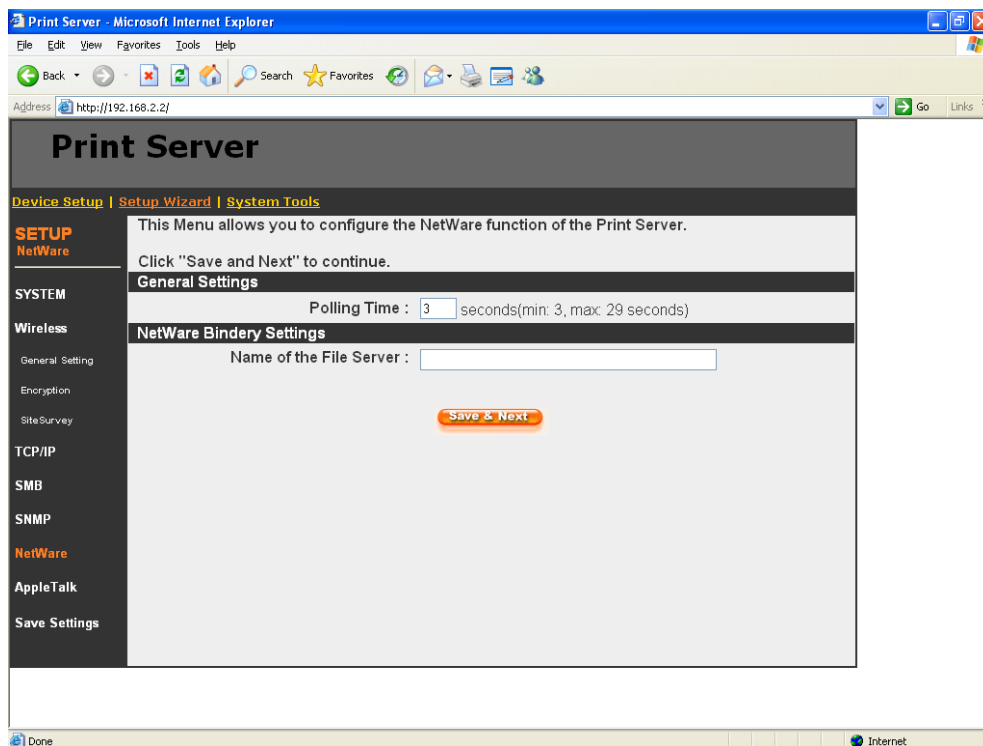 Print Server - Microsoft Internet Explorer
File Edit View Favorites Tools Help
Back Search Favorites
Address http://192.168.2.2/ Go Links
Print Server
Device Setup | Setup Wizard | System Tools
SETUP
NetWare
SYSTEM
Wireless
General Setting
Encryption
SiteSurvey
TCP/IP
SMB
SNMP
NetWare
AppleTalk
Save Settings
This Menu allows you to configure the NetWare function of the Print Server.
Click "Save and Next" to continue.
General Settings
Polling Time : 3 seconds(min: 3, max: 29 seconds)
NetWare Bindery Settings
Name of the File Server :
Save & Next
Done Internet